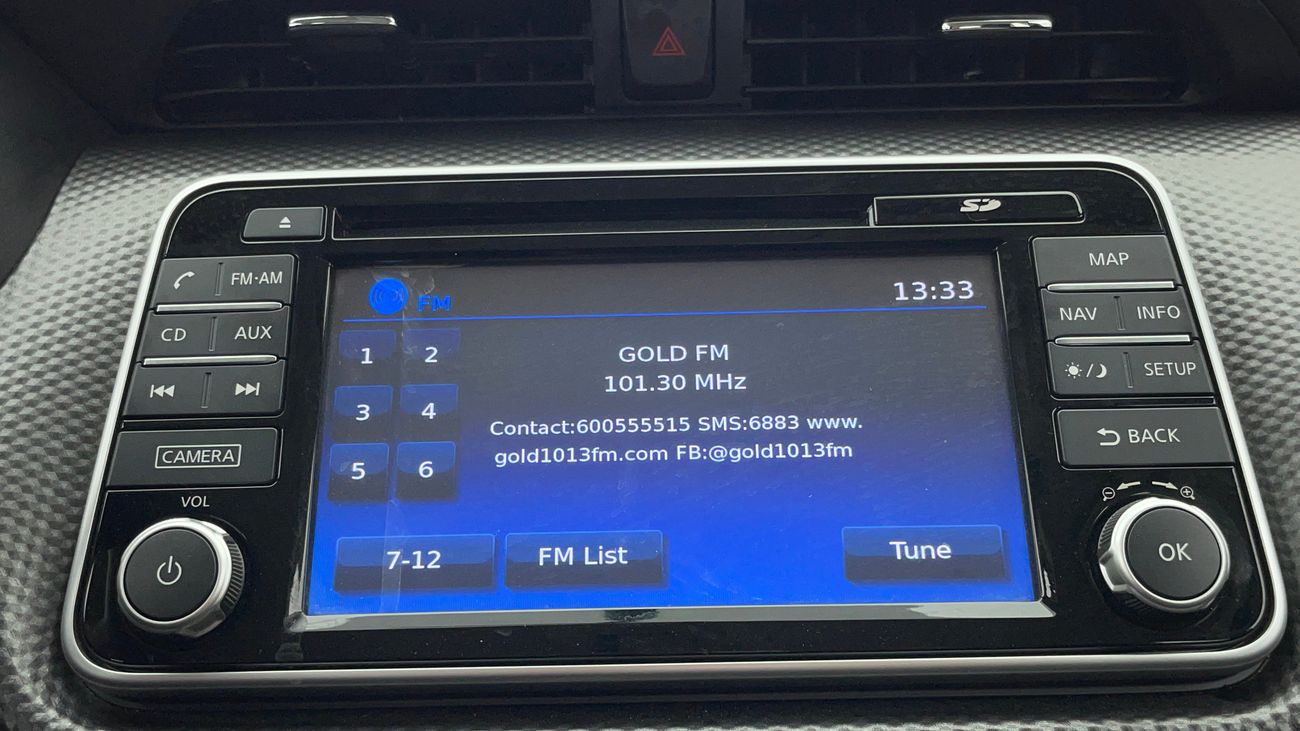 SD
FM·AM
CD AUX
CAMERA
VOL
FM
13:33
1 2
3 4
5 6
GOLD FM
101.30 MHz
Contact:600555515 SMS:6883 www.
gold1013fm.com FB:@gold1013fm
7-12 FM List Tune
MAP
NAV INFO
SETUP
BACK
OK